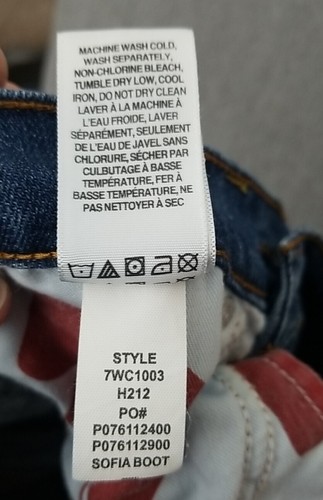 MACHINE WASH COLD,
WASH SEPARATELY,
NON-CHLORINE BLEACH,
TUMBLE DRY LOW, COOL
IRON, DO NOT DRY CLEAN
LAVER À LA MACHINE À
L'EAU FROIDE, LAVER
SÉPARÉMENT, SEULEMENT
DE L'EAU DE JAVEL SANS
CHLORURE, SÉCHER PAR
CULBUTAGE À BASSE
TEMPÉRATURE, FER À
BASSE TEMPÉRATURE, NE
PAS NETTOYER À SEC
STYLE
7WC1003
H212
PO#
P076112400
P076112900
SOFIA BOOT